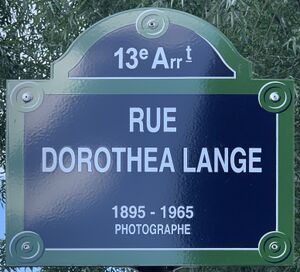 13e Arrt
RUE
DOROTHEA LANGE
1895 - 1965
PHOTOGRAPHE